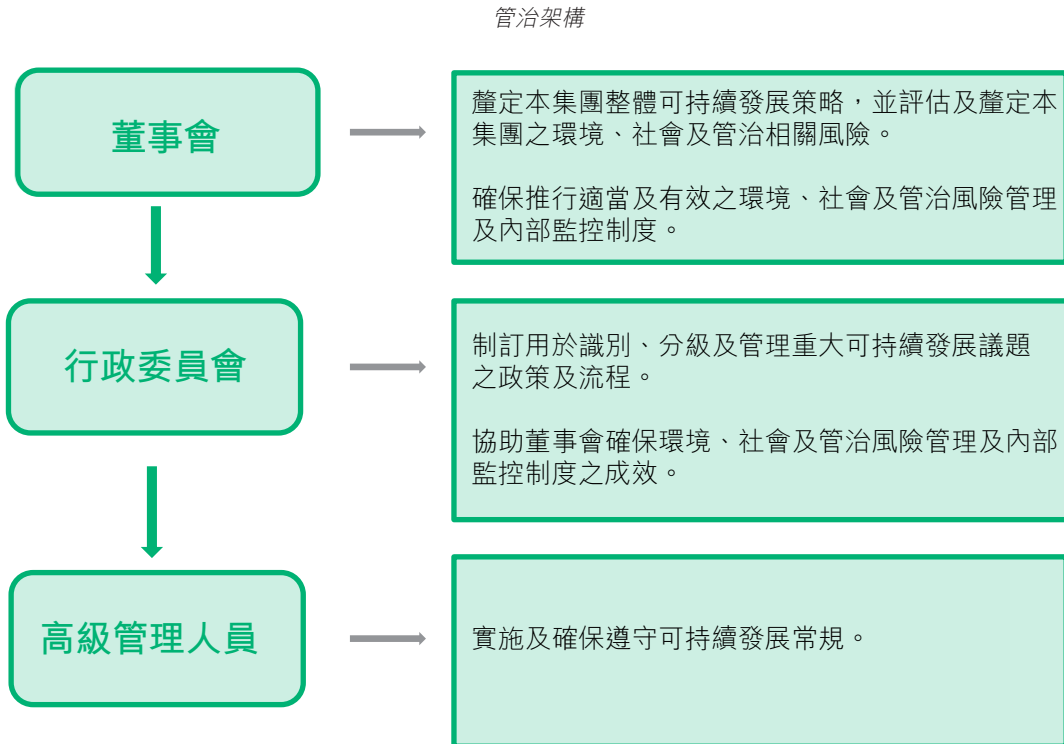 管治架構
董事會
釐定本集團整體可持續發展策略，並評估及釐定本
集團之環境、社會及管治相關風險。
確保推行適當及有效之環境、社會及管治風險管理
及內部監控制度。
行政委員會
制訂用於識別、分級及管理重大可持續發展議題
之政策及流程。
協助董事會確保環境、社會及管治風險管理及內部
監控制度之成效。
高級管理人員
實施及確保遵守可持續發展常規。